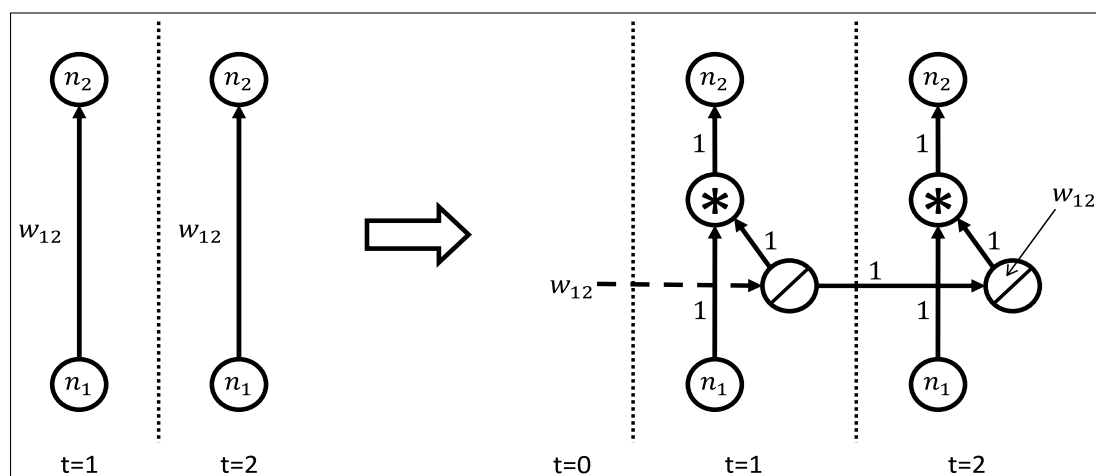 n₂ n₂ n₂ n₂
1 1
* * w₁₂
w₁₂ w₁₂ 1 1
w₁₂ 1 1
1 1
n₁ n₁ n₁ n₁
t=1 t=2 t=0 t=1 t=2